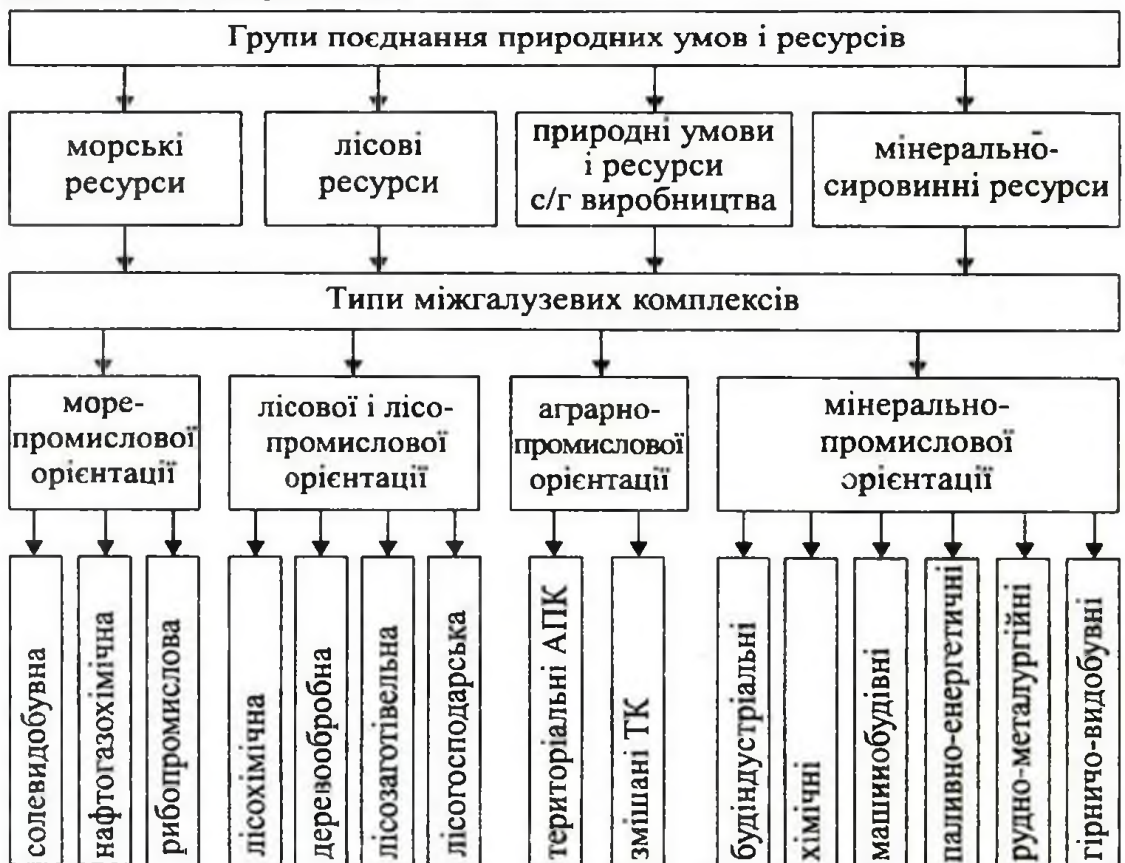 Групи поєднання природних умов і ресурсів
морські
ресурси
лісові
ресурси
природні умови
і ресурси
с/г виробництва
мінерально-
сировинні ресурси
Типи міжгалузевих комплексів
море-
промислової
орієнтації
лісової і лісо-
промислової
орієнтації
аграрно-
промислової
орієнтації
мінерально-
промислової
орієнтації
солевидобувна
нафтогазохімічна
рибопромислова
лісохімічна
деревообробна
лісозаготівельна
лісогосподарська
територіальні АПК
змішані ТК
будіндустріальні
хімічні
машинобудівні
паливно-енергетичні
рудно-металургійні
гірничо-видобувні